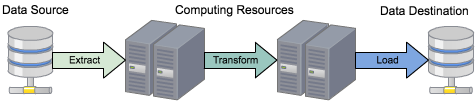 Data Source
Computing Resources
Data Destination
Extract
Transform
Load